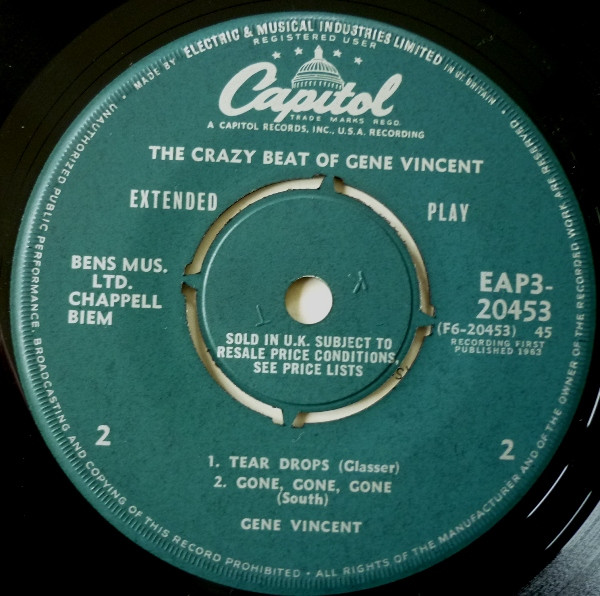 MADE BY ELECTRIC & MUSICAL INDUSTRIES LIMITED IN GT. BRITAIN •
REGISTERED USER
Capitol
TRADE MARKS REGD.
A CAPITOL RECORDS, INC., U.S.A. RECORDING
THE CRAZY BEAT OF GENE VINCENT
EXTENDED PLAY
BENS MUS.
LTD.
CHAPPELL
BIEM
EAP3-
20453
(F6-20453) 45
RECORDING FIRST
PUBLISHED 1963
K
T
SOLD IN U.K. SUBJECT TO
RESALE PRICE CONDITIONS,
SEE PRICE LISTS
S
2 2
1. TEAR DROPS (Glasser)
2. GONE, GONE, GONE
(South)
GENE VINCENT
UNAUTHORIZED PUBLIC PERFORMANCE, BROADCASTING AND COPYING OF THIS RECORD PROHIBITED • ALL RIGHTS OF THE MANUFACTURER AND OF THE OWNER OF THE RECORDED WORK ARE RESERVED